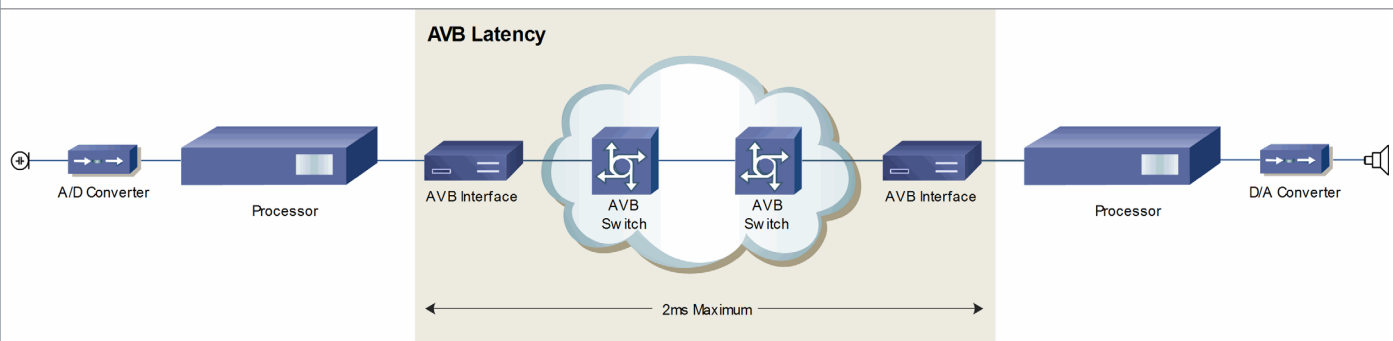 AVB Latency
A/D Converter
Processor
AVB Interface
AVB
Switch
AVB
Switch
AVB Interface
Processor
D/A Converter
2ms Maximum